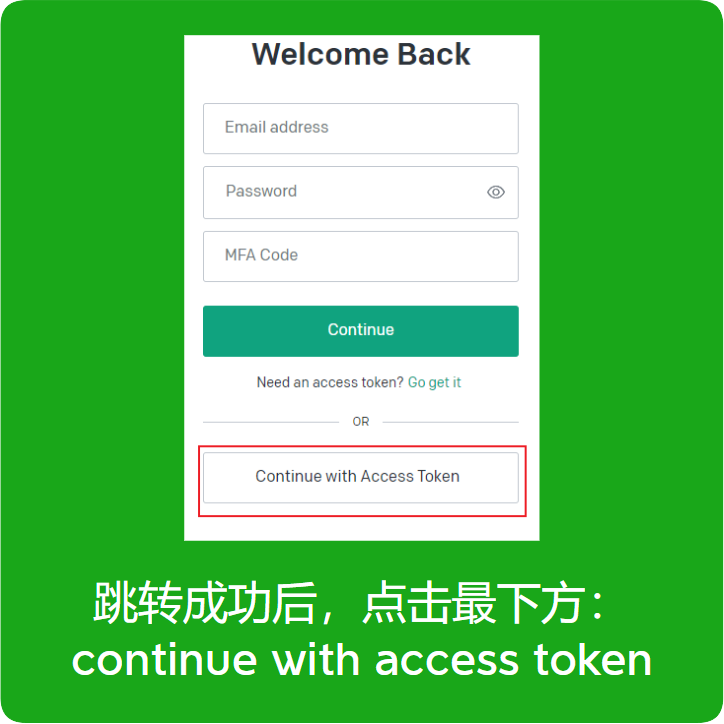 Welcome Back
Email address
Password
MFA Code
Continue
Need an access token? Go get it
OR
Continue with Access Token
跳转成功后，点击最下方：
continue with access token